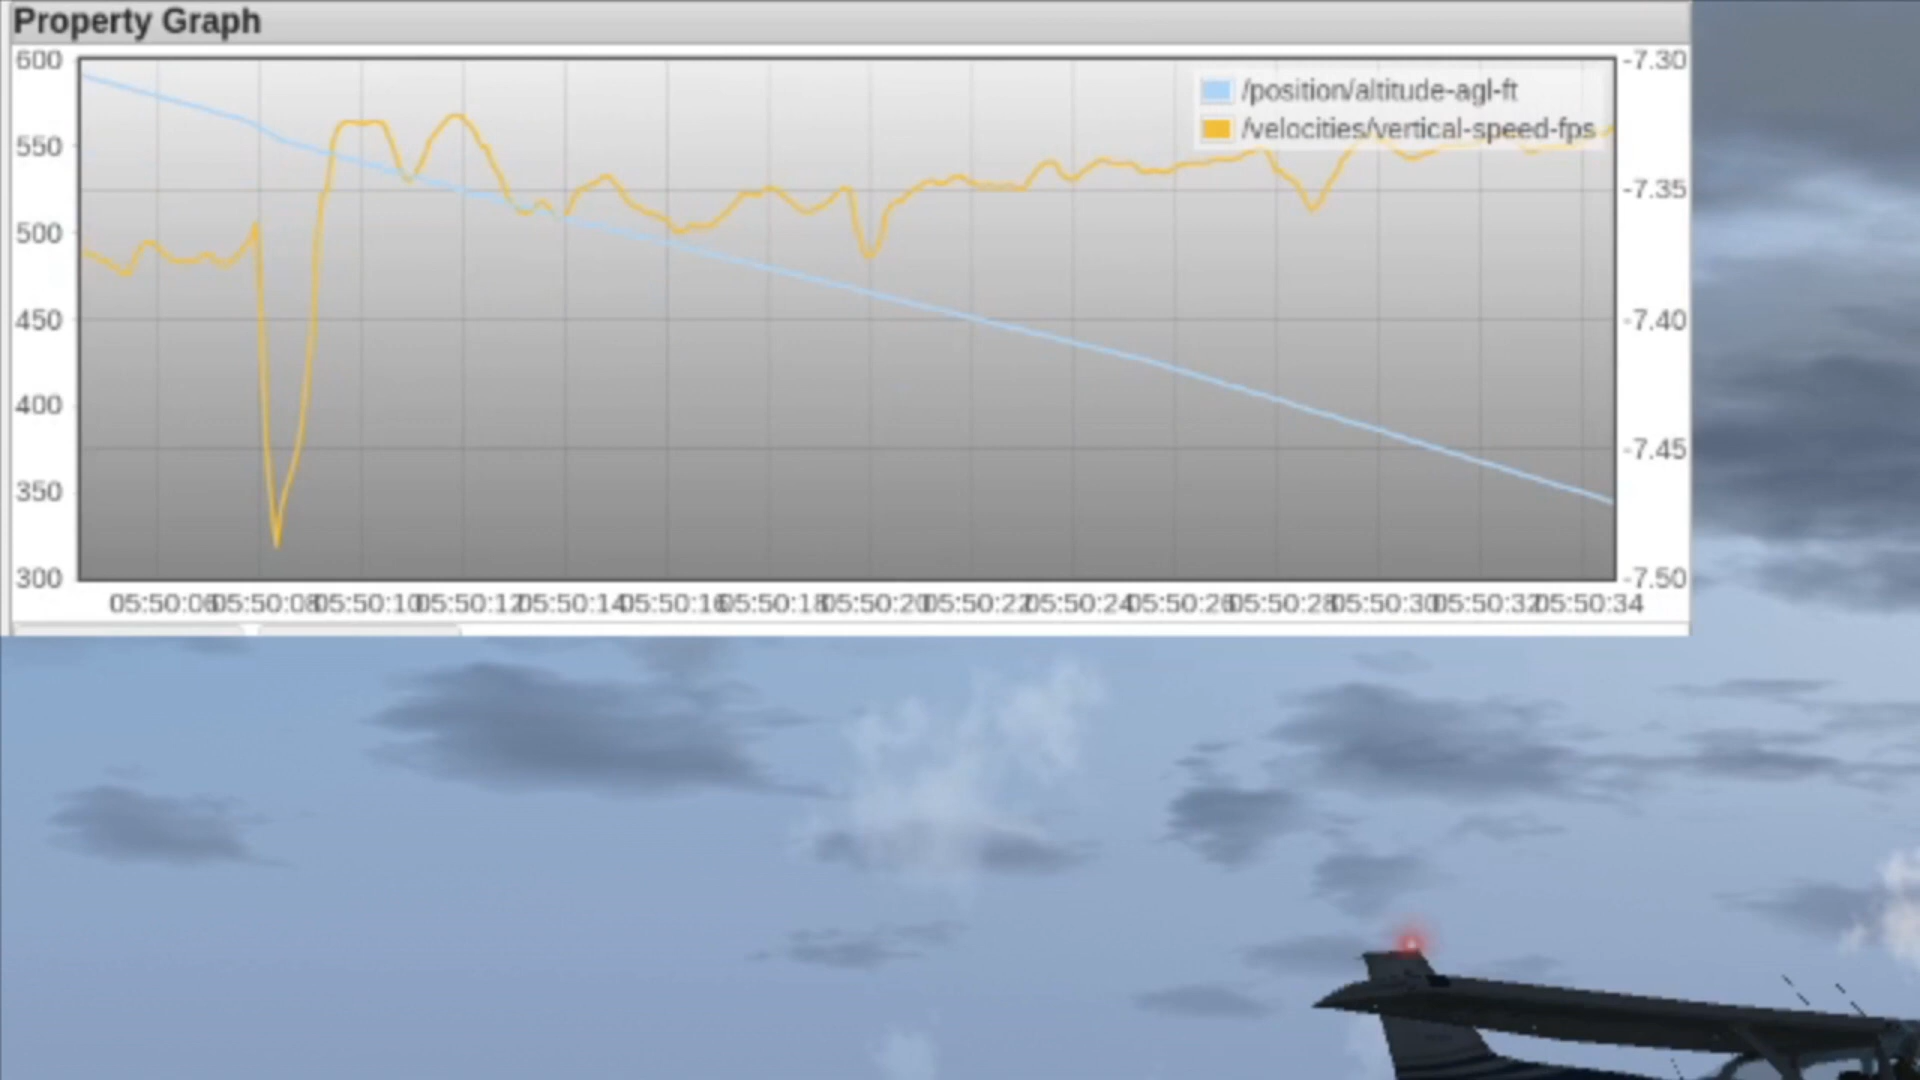 Property Graph
600 -7.30
/position/altitude-agl-ft
550
/velocities/vertical-speed-fps
-7.35
500
450 -7.40
400
-7.45
350
300 -7.50
05:50:06 05:50:08 05:50:10 05:50:12 05:50:14 05:50:16 05:50:18 05:50:20 05:50:22 05:50:24 05:50:26 05:50:28 05:50:30 05:50:32 05:50:34